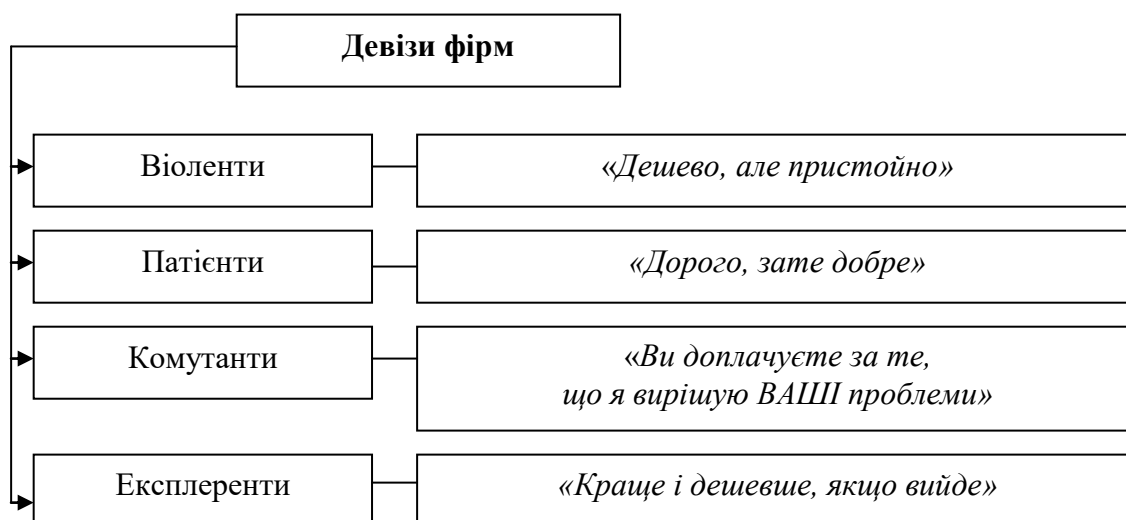 Девізи фірм
Віоленти
«Дешево, але пристойно»
Патієнти
«Дорого, зате добре»
Комутанти
«Ви доплачуєте за те,
що я вирішую ВАШІ проблеми»
Експлеренти
«Краще і дешевше, якщо вийде»